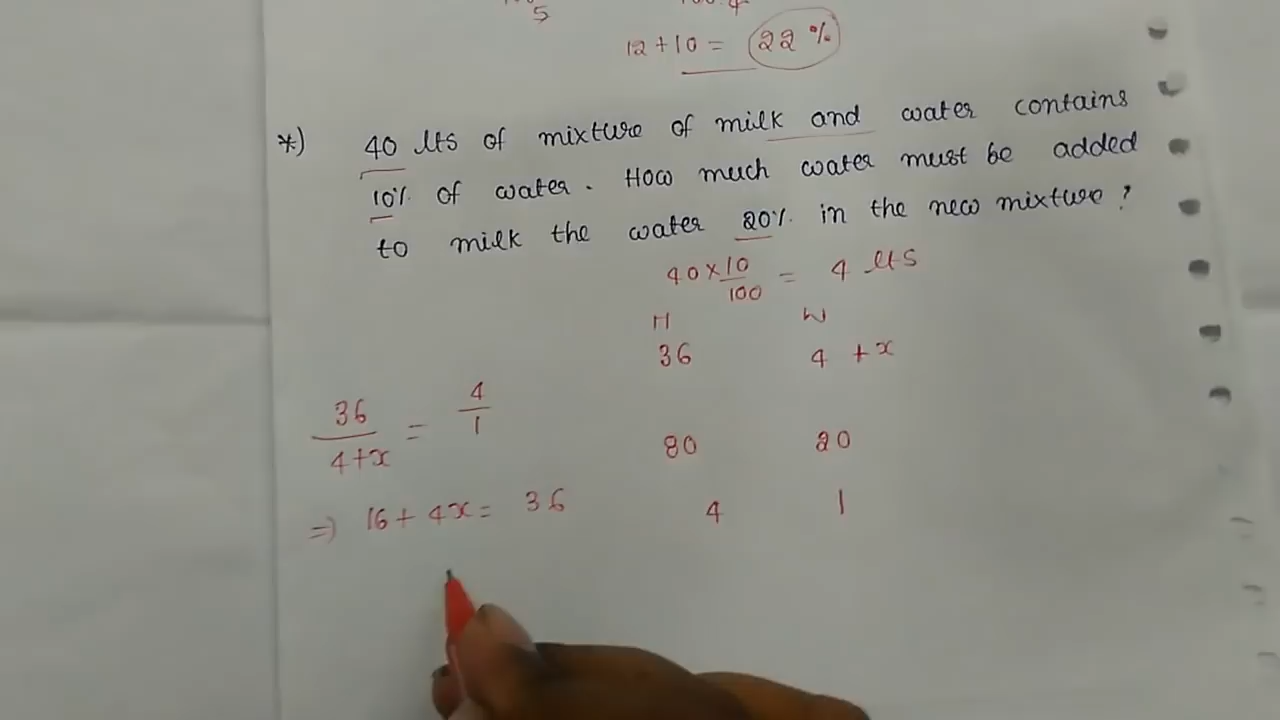 5
12 + 10 = 22 %
*) 40 lts of mixture of milk and water contains
10% of water. How much water must be added
to milk the water 20% in the new mixture?
40 × 10/100 = 4 lts
M W
36 4 + x
36/4+x = 4/1
80 20
⇒ 16 + 4x = 36
4 1